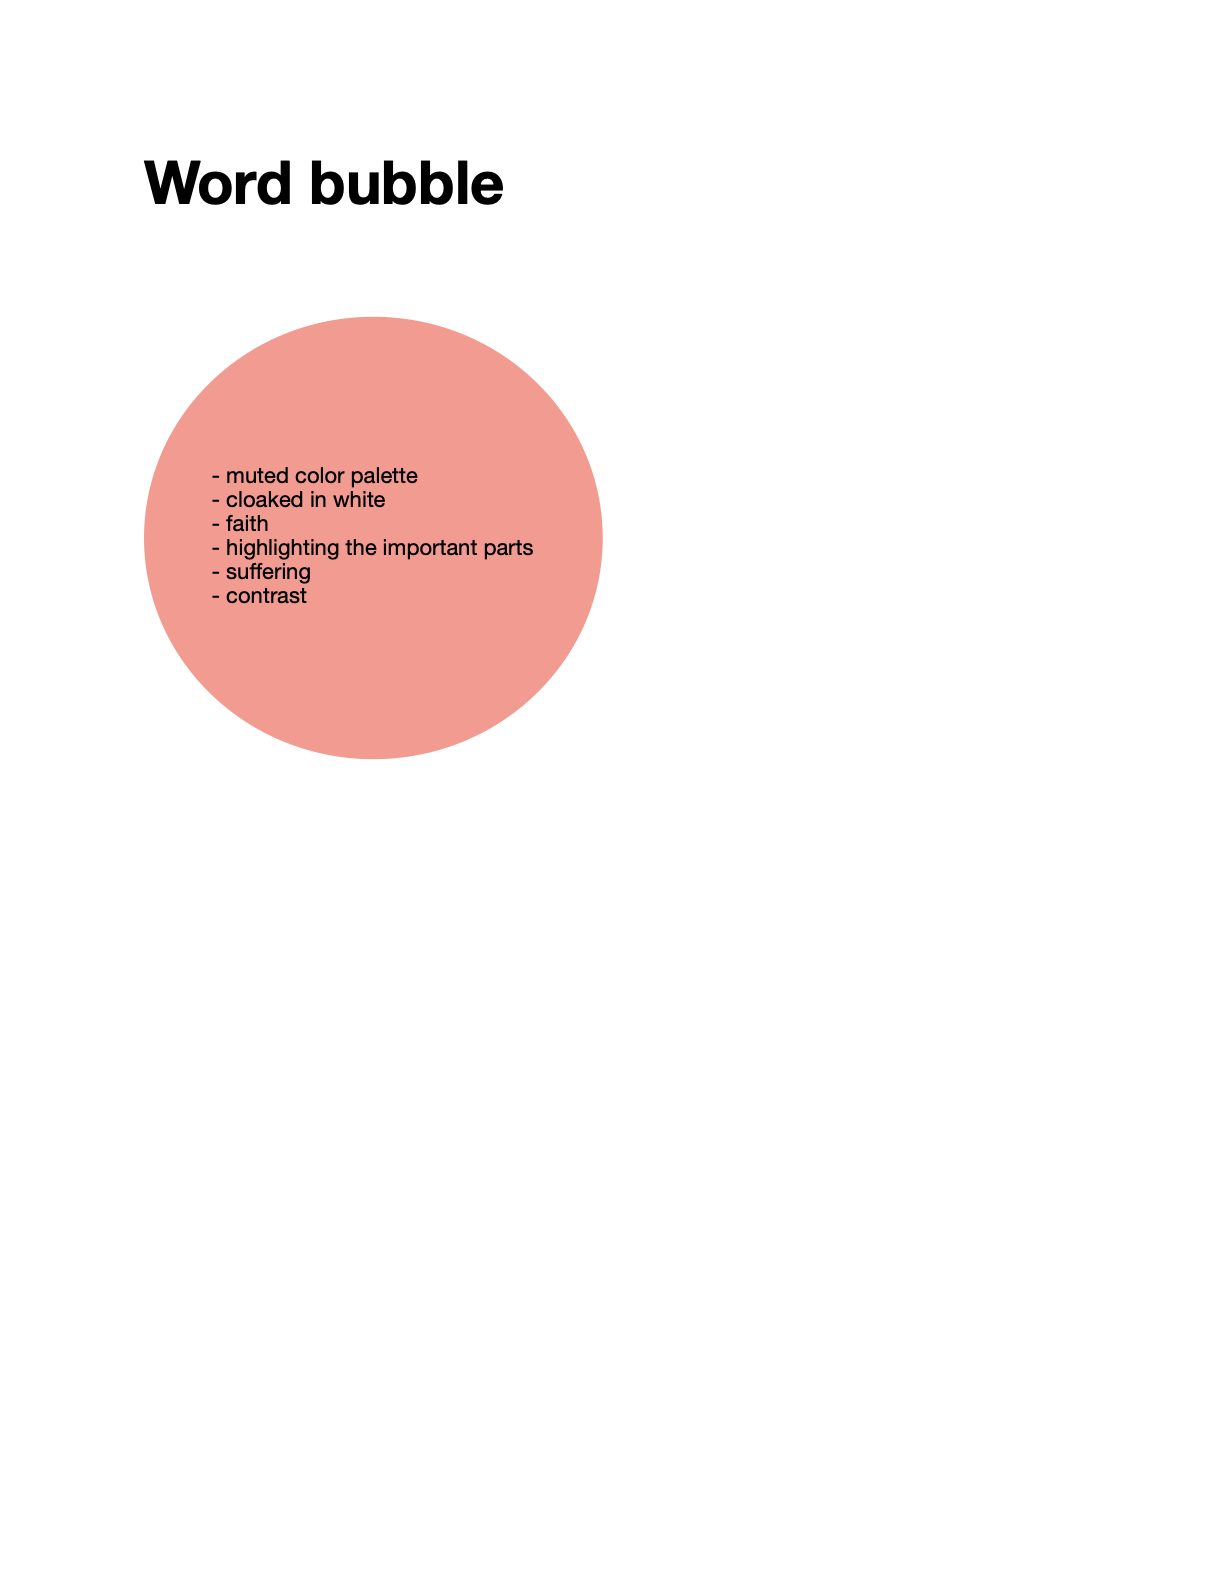 Word bubble
- muted color palette
- cloaked in white
- faith
- highlighting the important parts
- suffering
- contrast